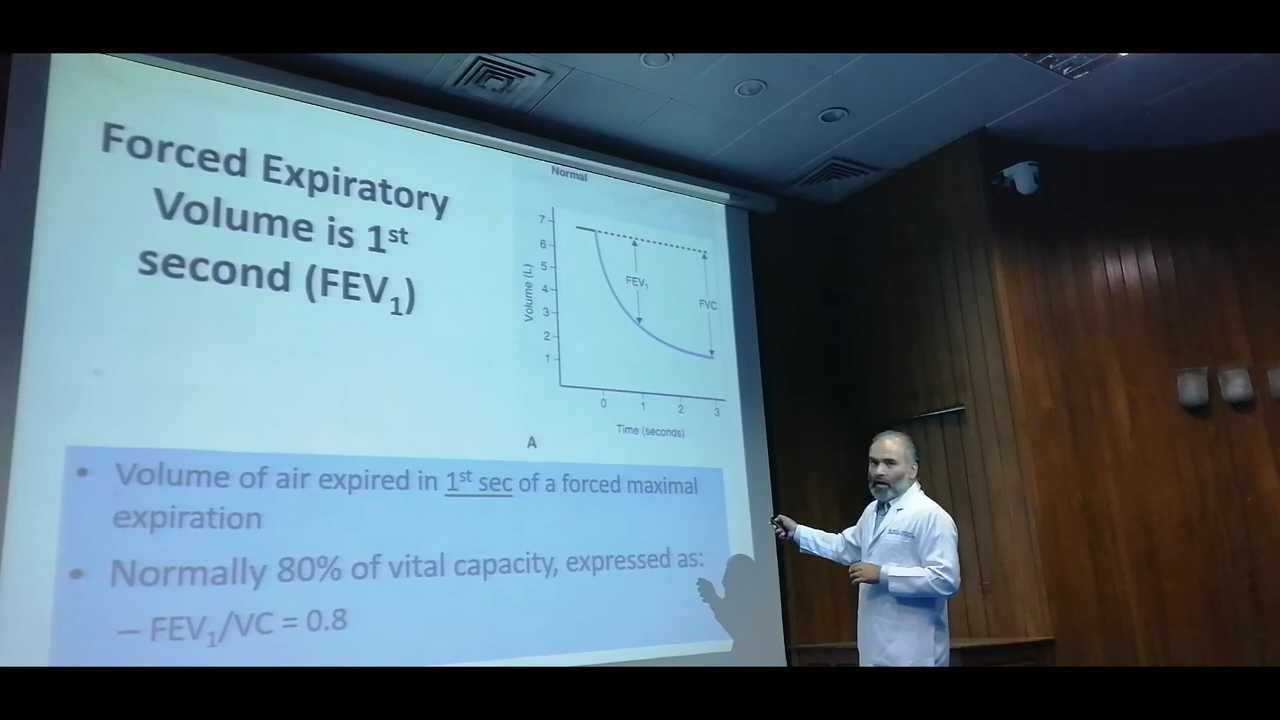 Forced Expiratory
Volume is 1st
second (FEV₁)
Normal
7
6
5
4
3
2
1
Volume (L)
FEV₁
FVC
0 1 2 3
Time (seconds)
A
• Volume of air expired in 1st sec of a forced maximal
expiration
• Normally 80% of vital capacity, expressed as:
– FEV₁/VC = 0.8